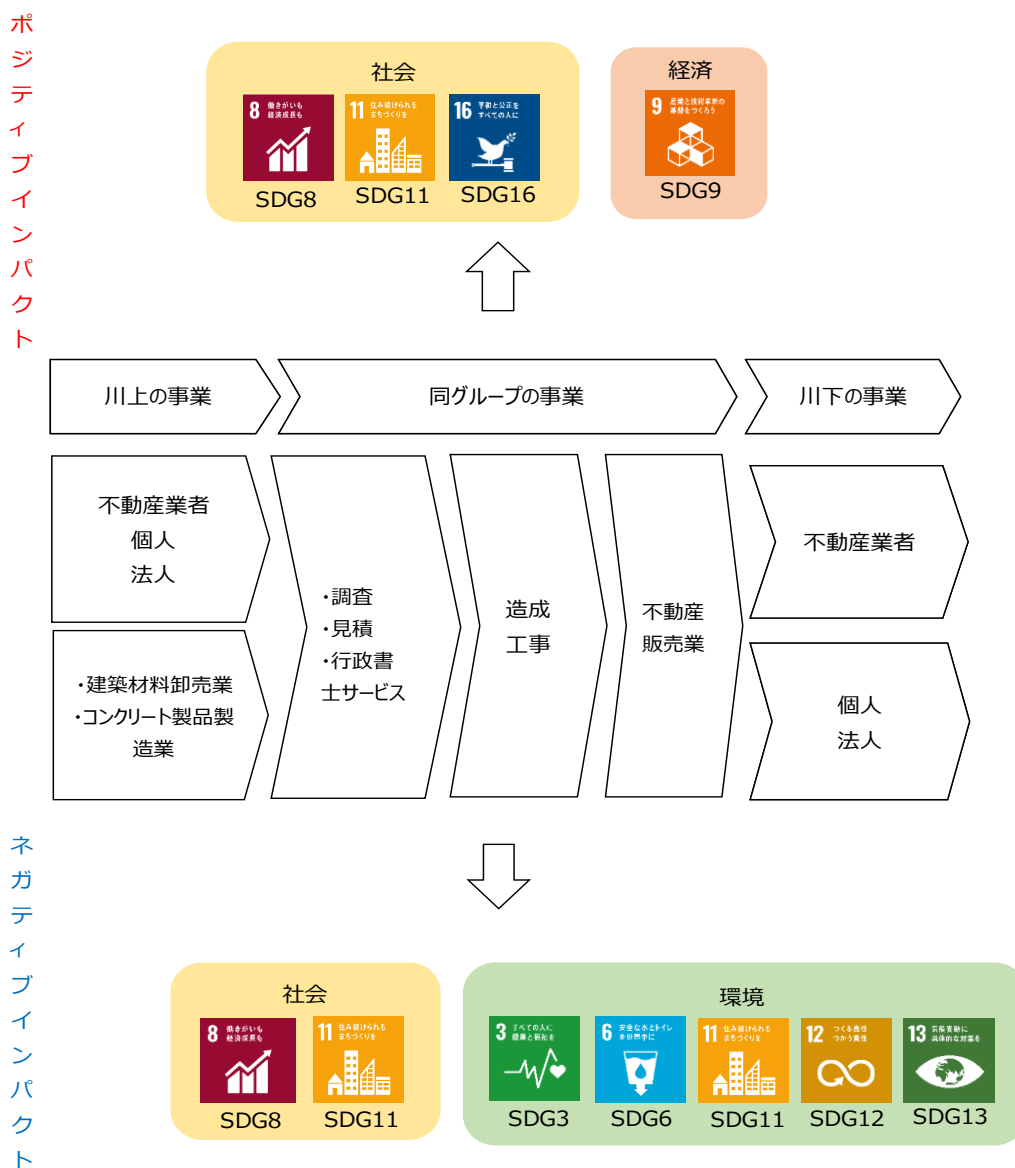 ポジティブインパクト
社会
経済
8 働きがいも
経済成長も
11 住み続けられる
まちづくりを
16 平和と公正を
すべての人に
9 産業と技術革新の
基盤をつくろう
SDG8
SDG11
SDG16
SDG9
川上の事業
同グループの事業
川下の事業
不動産業者
個人
法人
・建築材料卸売業
・コンクリート製品製
造業
・調査
・見積
・行政書
士サービス
造成
工事
不動産
販売業
不動産業者
個人
法人
ネガティブインパクト
社会
8 働きがいも
経済成長も
11 住み続けられる
まちづくりを
SDG8
SDG11
環境
3 すべての人に
健康と福祉を
6 安全な水とトイレ
を世界中に
11 住み続けられる
まちづくりを
12 つくる責任
つかう責任
13 気候変動に
具体的な対策を
SDG3
SDG6
SDG11
SDG12
SDG13